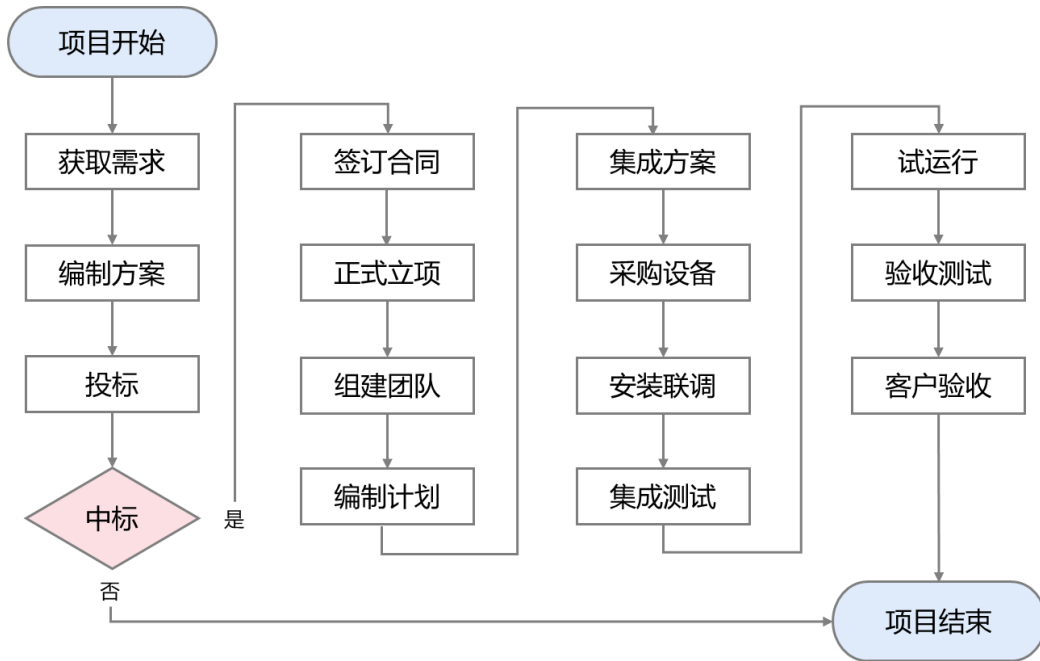 项目开始
获取需求
编制方案
投标
中标
是
否
签订合同
正式立项
组建团队
编制计划
集成方案
采购设备
安装联调
集成测试
试运行
验收测试
客户验收
项目结束